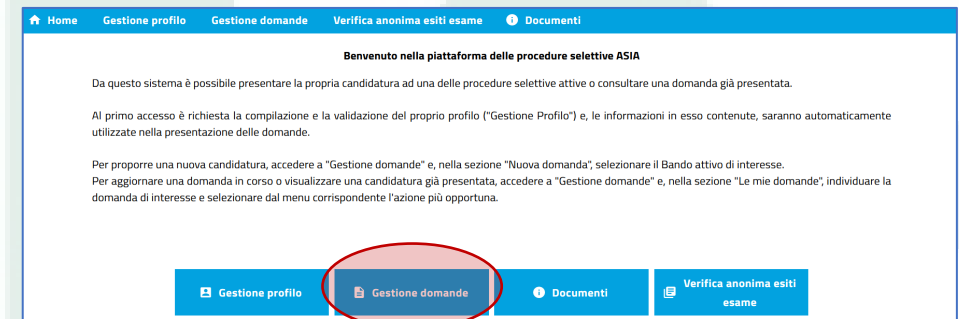 Home Gestione profilo Gestione domande Verifica anonima esiti esame Documenti
Benvenuto nella piattaforma delle procedure selettive ASIA
Da questo sistema è possibile presentare la propria candidatura ad una delle procedure selettive attive o consultare una domanda già presentata.
Al primo accesso è richiesta la compilazione e la validazione del proprio profilo ("Gestione Profilo") e, le informazioni in esso contenute, saranno automaticamente
utilizzate nella presentazione delle domande.
Per proporre una nuova candidatura, accedere a "Gestione domande" e, nella sezione "Nuova domanda", selezionare il Bando attivo di interesse.
Per aggiornare una domanda in corso o visualizzare una candidatura già presentata, accedere a "Gestione domande" e, nella sezione "Le mie domande", individuare la
domanda di interesse e selezionare dal menu corrispondente l'azione più opportuna.
Gestione profilo Gestione domande Documenti Verifica anonima esiti
esame